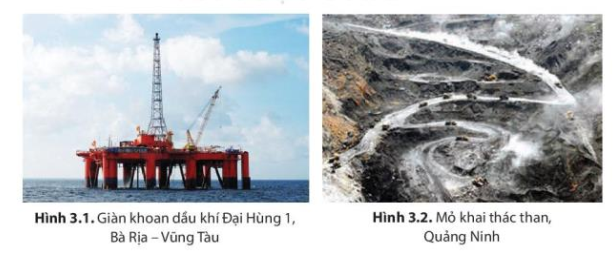 Hình 3.1. Giàn khoan dầu khí Đại Hùng 1,
Bà Rịa – Vũng Tàu
Hình 3.2. Mỏ khai thác than,
Quảng Ninh